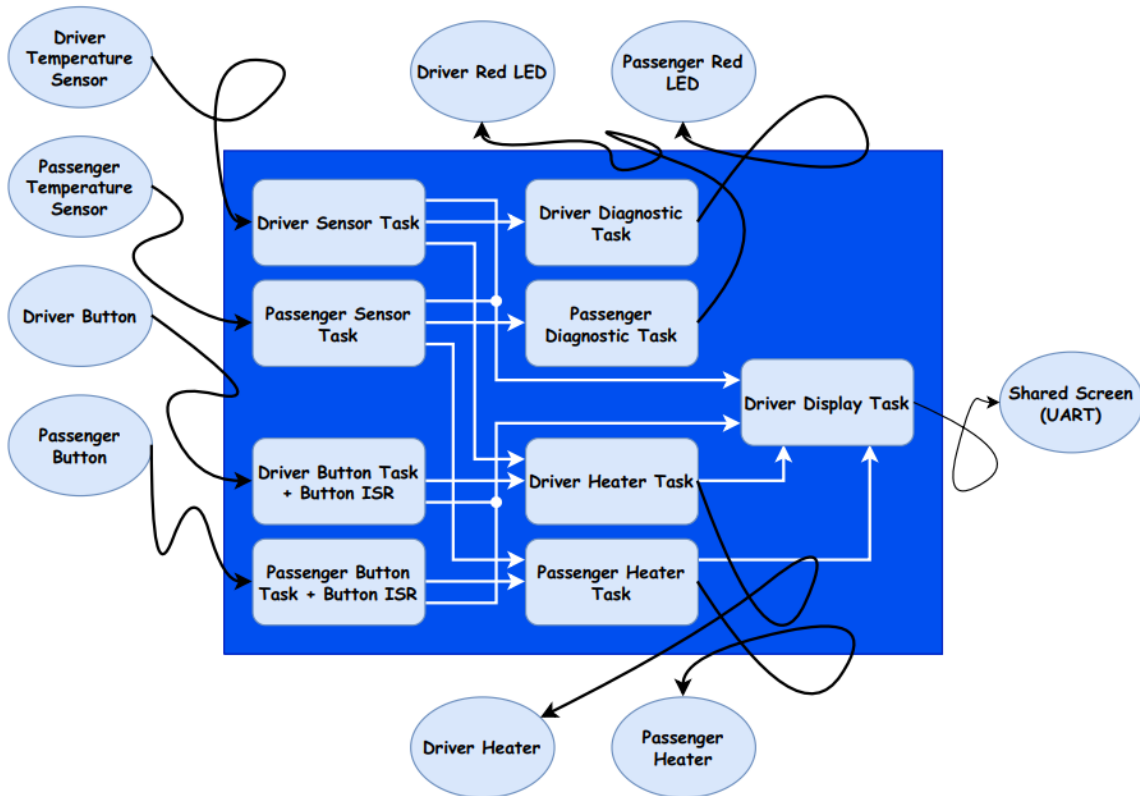 Driver
Temperature
Sensor
Driver Red LED
Passenger Red
LED
Passenger
Temperature
Sensor
Driver Sensor Task
Driver Diagnostic
Task
Driver Button
Passenger Sensor
Task
Passenger
Diagnostic Task
Driver Display Task
Shared Screen
(UART)
Passenger
Button
Driver Button Task
+ Button ISR
Driver Heater Task
Passenger Button
Task + Button ISR
Passenger Heater
Task
Driver Heater
Passenger
Heater